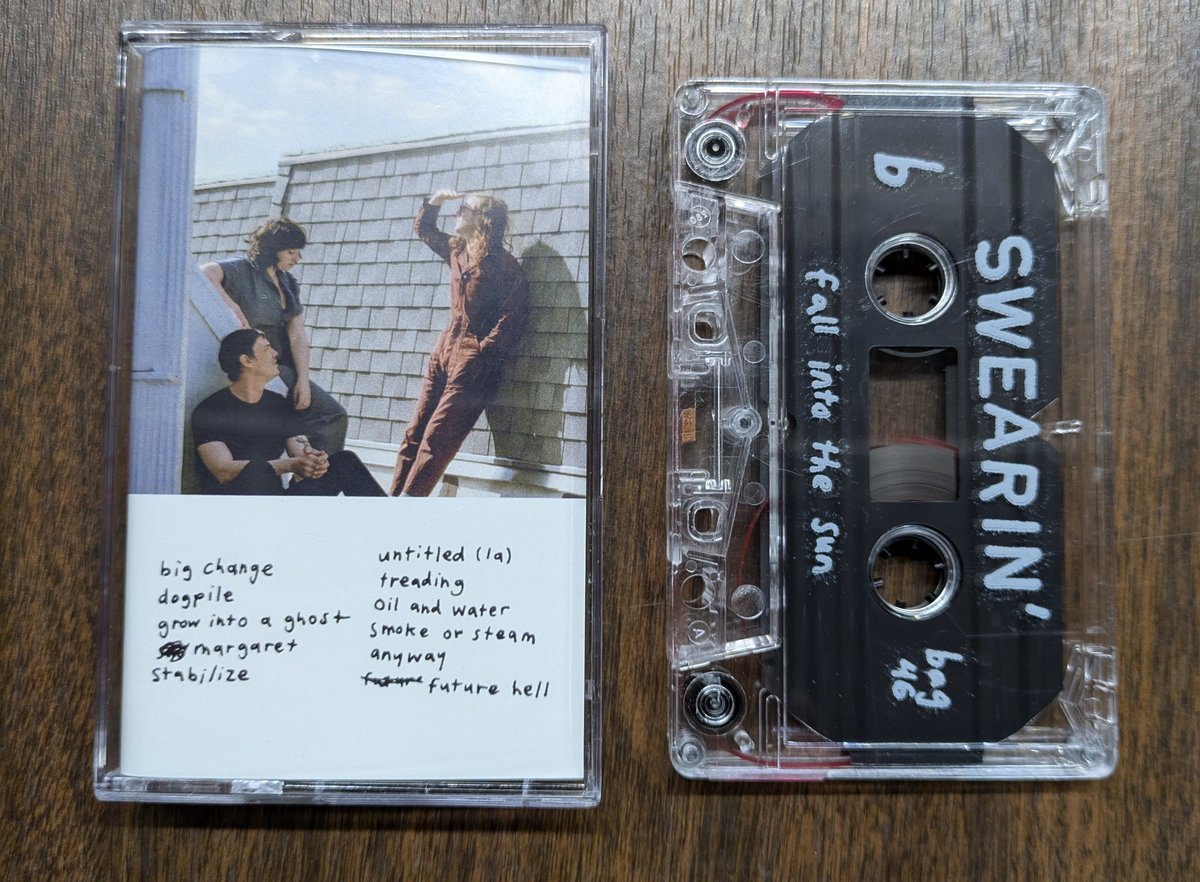 big change
dogpile
grow into a ghost
margaret
stabilize
untitled (la)
treading
oil and water
smoke or steam
anyway
future future hell
b
SWEARIN'
fall into the sun
bag
46
A